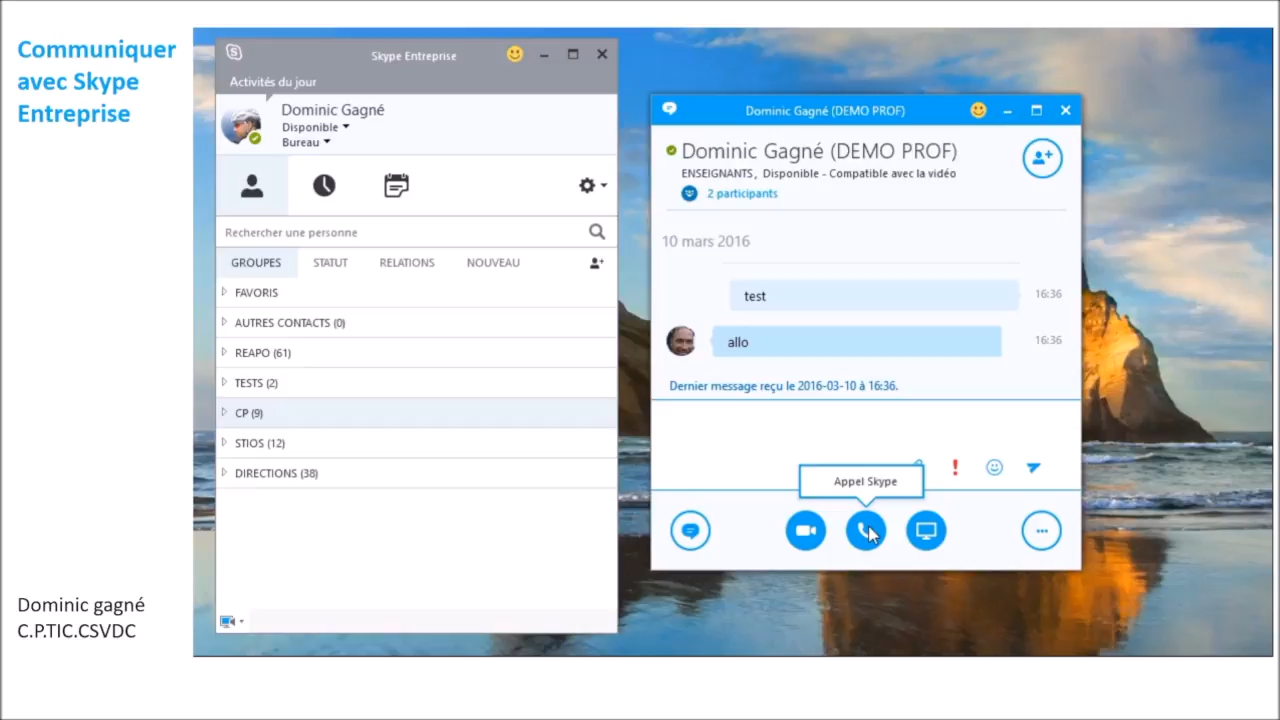 Communiquer
avec Skype
Entreprise
Skype Entreprise
Activités du jour
Dominic Gagné
Disponible
Bureau
Rechercher une personne
GROUPES STATUT RELATIONS NOUVEAU
FAVORIS
AUTRES CONTACTS (0)
REAPO (61)
TESTS (2)
CP (9)
STIOS (12)
DIRECTIONS (38)
Dominic Gagné (DEMO PROF)
Dominic Gagné (DEMO PROF)
ENSEIGNANTS, Disponible - Compatible avec la vidéo
2 participants
10 mars 2016
test 16:36
allo 16:36
Dernier message reçu le 2016-03-10 à 16:36.
Appel Skype
Dominic gagné
C.P.TIC.CSVDC